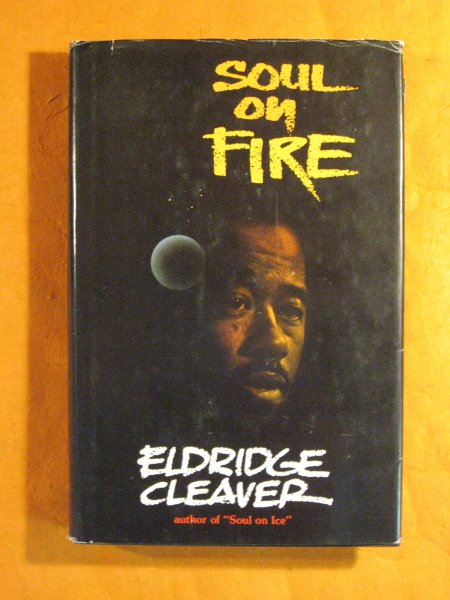 SOUL
on
FIRE
ELDRIDGE
CLEAVER
author of "Soul on Ice"